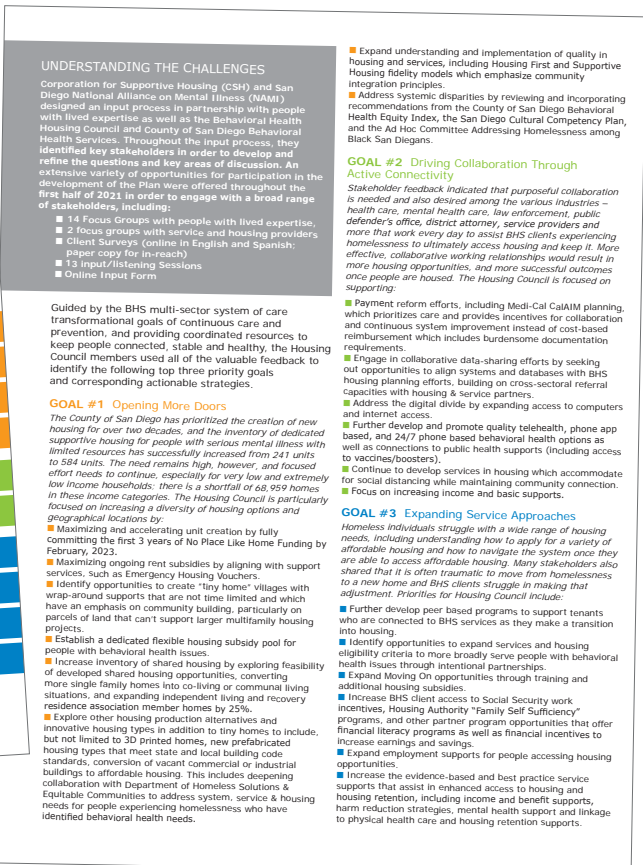 UNDERSTANDING THE CHALLENGES
Corporation for Supportive Housing (CSH) and San
Diego National Alliance on Mental Illness (NAMI)
designed an input process in partnership with people
with lived expertise as well as the Behavioral Health
Housing Council and County of San Diego Behavioral
Health Services. Throughout the input process, they
identified key stakeholders in order to develop and
refine the questions and key areas of discussion. An
extensive variety of opportunities for participation in the
development of the Plan were offered throughout the
first half of 2021 in order to engage with a broad range
of stakeholders, including:
■ 14 Focus Groups with people with lived expertise,
■ 2 focus groups with service and housing providers
■ Client Surveys (online in English and Spanish;
paper copy for in-reach)
■ 13 input/listening Sessions
■ Online Input Form
Guided by the BHS multi-sector system of care
transformational goals of continuous care and
prevention, and providing coordinated resources to
keep people connected, stable and healthy, the Housing
Council members used all of the valuable feedback to
identify the following top three priority goals
and corresponding actionable strategies.
GOAL #1 Opening More Doors
The County of San Diego has prioritized the creation of new
housing for over two decades, and the inventory of dedicated
supportive housing for people with serious mental illness with
limited resources has successfully increased from 241 units
to 584 units. The need remains high, however, and focused
effort needs to continue, especially for very low and extremely
low income households; there is a shortfall of 68,959 homes
in these income categories. The Housing Council is particularly
focused on increasing a diversity of housing options and
geographical locations by:
■ Maximizing and accelerating unit creation by fully
committing the first 3 years of No Place Like Home Funding by
February, 2023.
■ Maximizing ongoing rent subsidies by aligning with support
services, such as Emergency Housing Vouchers.
■ Identify opportunities to create "tiny home" villages with
wrap-around supports that are not time limited and which
have an emphasis on community building, particularly on
parcels of land that can't support larger multifamily housing
projects.
■ Establish a dedicated flexible housing subsidy pool for
people with behavioral health issues.
■ Increase inventory of shared housing by exploring feasibility
of developed shared housing opportunities, converting
more single family homes into co-living or communal living
situations, and expanding independent living and recovery
residence association member homes by 25%.
■ Explore other housing production alternatives and
innovative housing types in addition to tiny homes to include,
but not limited to 3D printed homes, new prefabricated
housing types that meet state and local building code
standards, conversion of vacant commercial or industrial
buildings to affordable housing. This includes deepening
collaboration with Department of Homeless Solutions &
Equitable Communities to address system, service & housing
needs for people experiencing homelessness who have
identified behavioral health needs.
■ Expand understanding and implementation of quality in
housing and services, including Housing First and Supportive
Housing fidelity models which emphasize community
integration principles.
■ Address systemic disparities by reviewing and incorporating
recommendations from the County of San Diego Behavioral
Health Equity Index, the San Diego Cultural Competency Plan,
and the Ad Hoc Committee Addressing Homelessness among
Black San Diegans.
GOAL #2 Driving Collaboration Through
Active Connectivity
Stakeholder feedback indicated that purposeful collaboration
is needed and also desired among the various industries –
health care, mental health care, law enforcement, public
defender's office, district attorney, service providers and
more that work every day to assist BHS clients experiencing
homelessness to ultimately access housing and keep it. More
effective, collaborative working relationships would result in
more housing opportunities, and more successful outcomes
once people are housed. The Housing Council is focused on
supporting:
■ Payment reform efforts, including Medi-Cal CalAIM planning,
which prioritizes care and provides incentives for collaboration
and continuous system improvement instead of cost-based
reimbursement which includes burdensome documentation
requirements.
■ Engage in collaborative data-sharing efforts by seeking
out opportunities to align systems and databases with BHS
housing planning efforts, building on cross-sectoral referral
capacities with housing & service partners.
■ Address the digital divide by expanding access to computers
and internet access.
■ Further develop and promote quality telehealth, phone app
based, and 24/7 phone based behavioral health options as
well as connections to public health supports (including access
to vaccines/boosters).
■ Continue to develop services in housing which accommodate
for social distancing while maintaining community connection.
■ Focus on increasing income and basic supports.
GOAL #3 Expanding Service Approaches
Homeless individuals struggle with a wide range of housing
needs, including understanding how to apply for a variety of
affordable housing and how to navigate the system once they
are able to access affordable housing. Many stakeholders also
shared that it is often traumatic to move from homelessness
to a new home and BHS clients struggle in making that
adjustment. Priorities for Housing Council include:
■ Further develop peer based programs to support tenants
who are connected to BHS services as they make a transition
into housing.
■ Identify opportunities to expand services and housing
eligibility criteria to more broadly serve people with behavioral
health issues through intentional partnerships.
■ Expand Moving On opportunities through training and
additional housing subsidies.
■ Increase BHS client access to Social Security work
incentives, Housing Authority "Family Self Sufficiency"
programs, and other partner program opportunities that offer
financial literacy programs as well as financial incentives to
increase earnings and savings.
■ Expand employment supports for people accessing housing
opportunities.
■ Increase the evidence-based and best practice service
supports that assist in enhanced access to housing and
housing retention, including income and benefit supports,
harm reduction strategies, mental health support and linkage
to physical health care and housing retention supports.